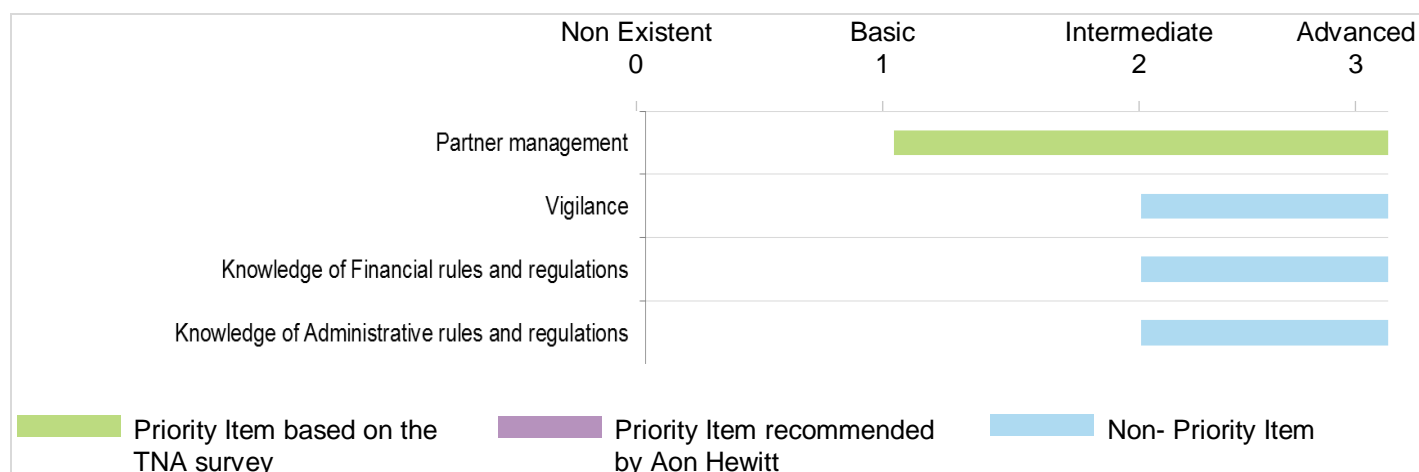 Non Existent Basic Intermediate Advanced
0 1 2 3
Partner management
Vigilance
Knowledge of Financial rules and regulations
Knowledge of Administrative rules and regulations
Priority Item based on the
TNA survey
Priority Item recommended
by Aon Hewitt
Non- Priority Item